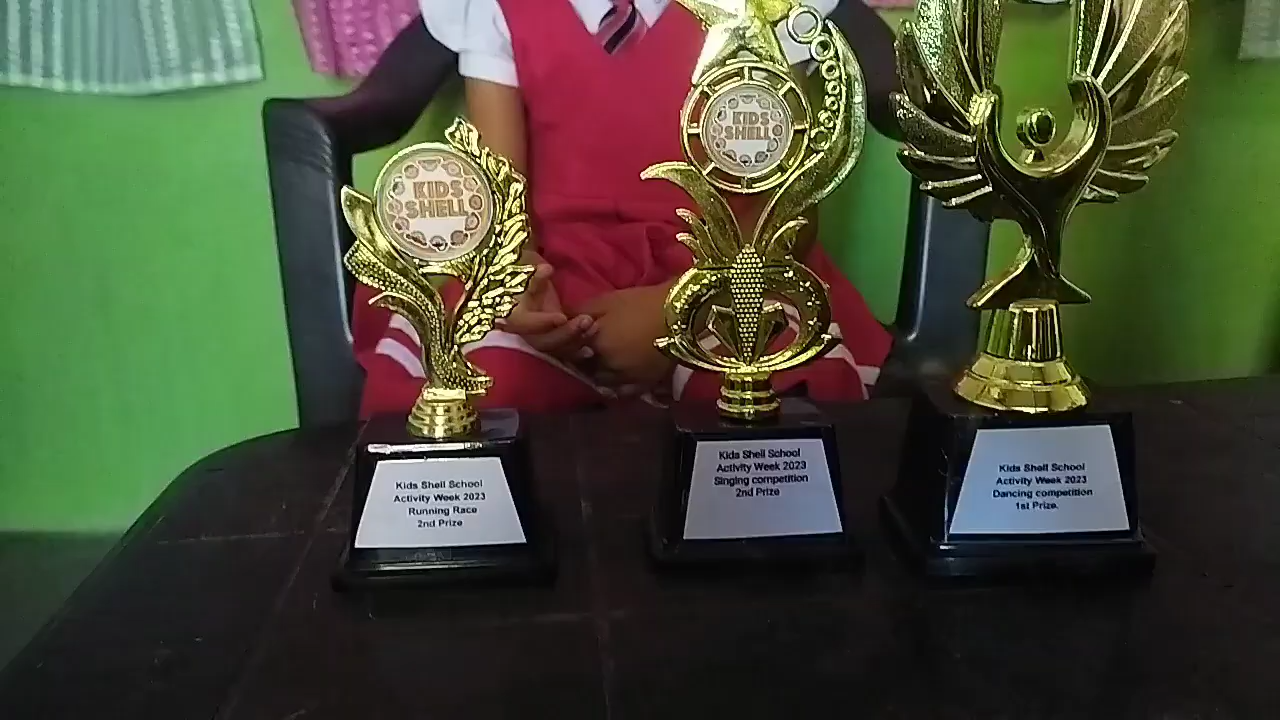 KIDS
SHELL
KIDS
SHELL
Kids Shell School
Activity Week 2023
Running Race
2nd Prize
Kids Shell School
Activity Week 2023
Singing competition
2nd Prize
Kids Shell School
Activity Week 2023
Dancing competition
1st Prize.